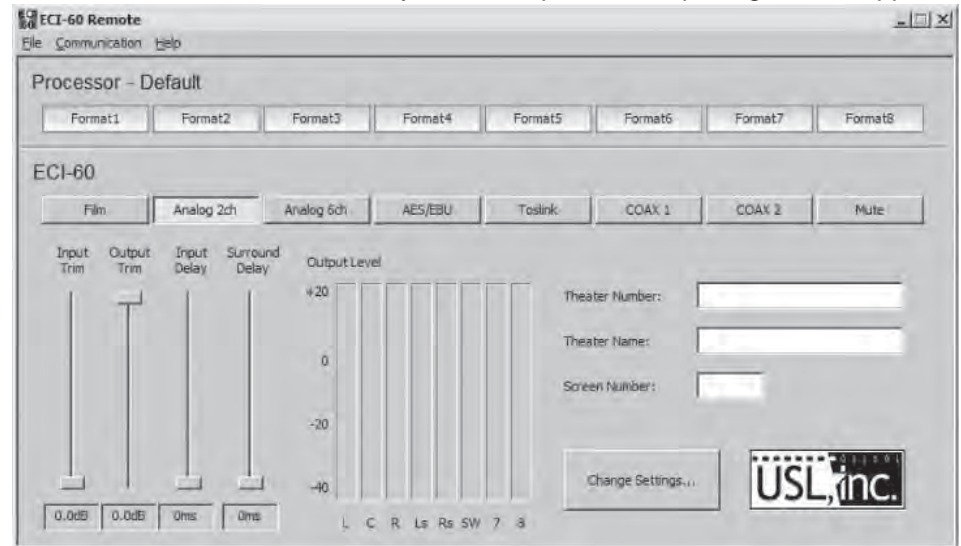 ECI-60 Remote
File Communication Help
Processor - Default
Format1 Format2 Format3 Format4 Format5 Format6 Format7 Format8
ECI-60
Film Analog 2ch Analog 6ch AES/EBU Toslink COAX 1 COAX 2 Mute
Input Trim
Output Trim
Input Delay
Surround Delay
Output Level
+20
0
-20
-40
L C R Ls Rs SW 7 8
0.0dB 0.0dB 0ms 0ms
Theater Number:
Theater Name:
Screen Number:
Change Settings...
USL, inc.